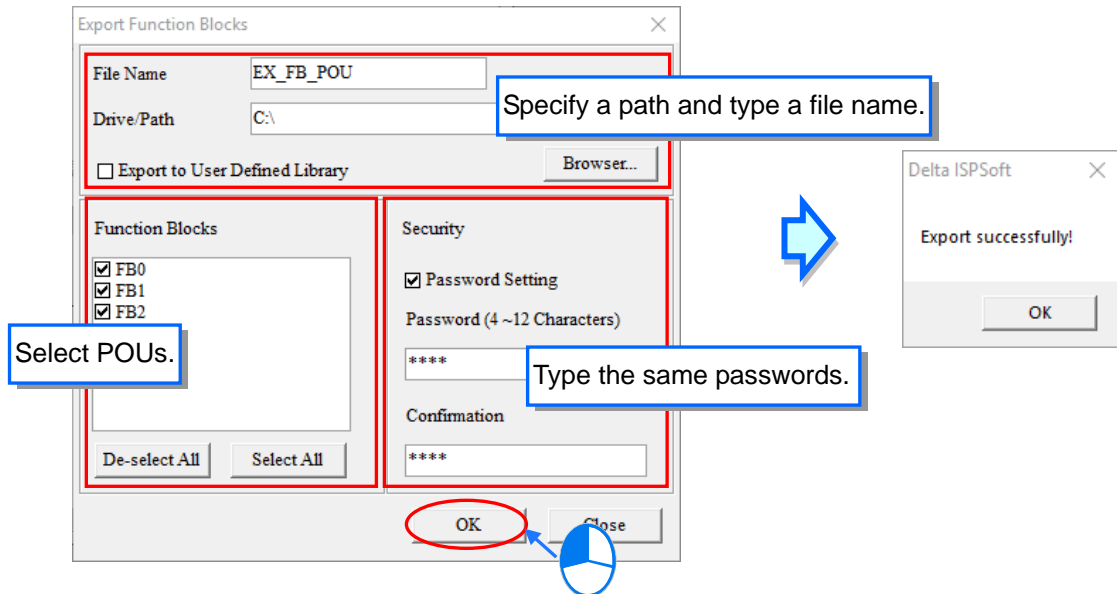 Export Function Blocks
File Name
EX_FB_POU
Specify a path and type a file name.
Drive/Path
C:\
Export to User Defined Library
Browser...
Function Blocks
FB0
FB1
FB2
Select POUs.
De-select All
Select All
Security
Password Setting
Password (4 ~12 Characters)
****
Type the same passwords.
Confirmation
****
OK
Close
Delta ISPSoft
Export successfully!
OK